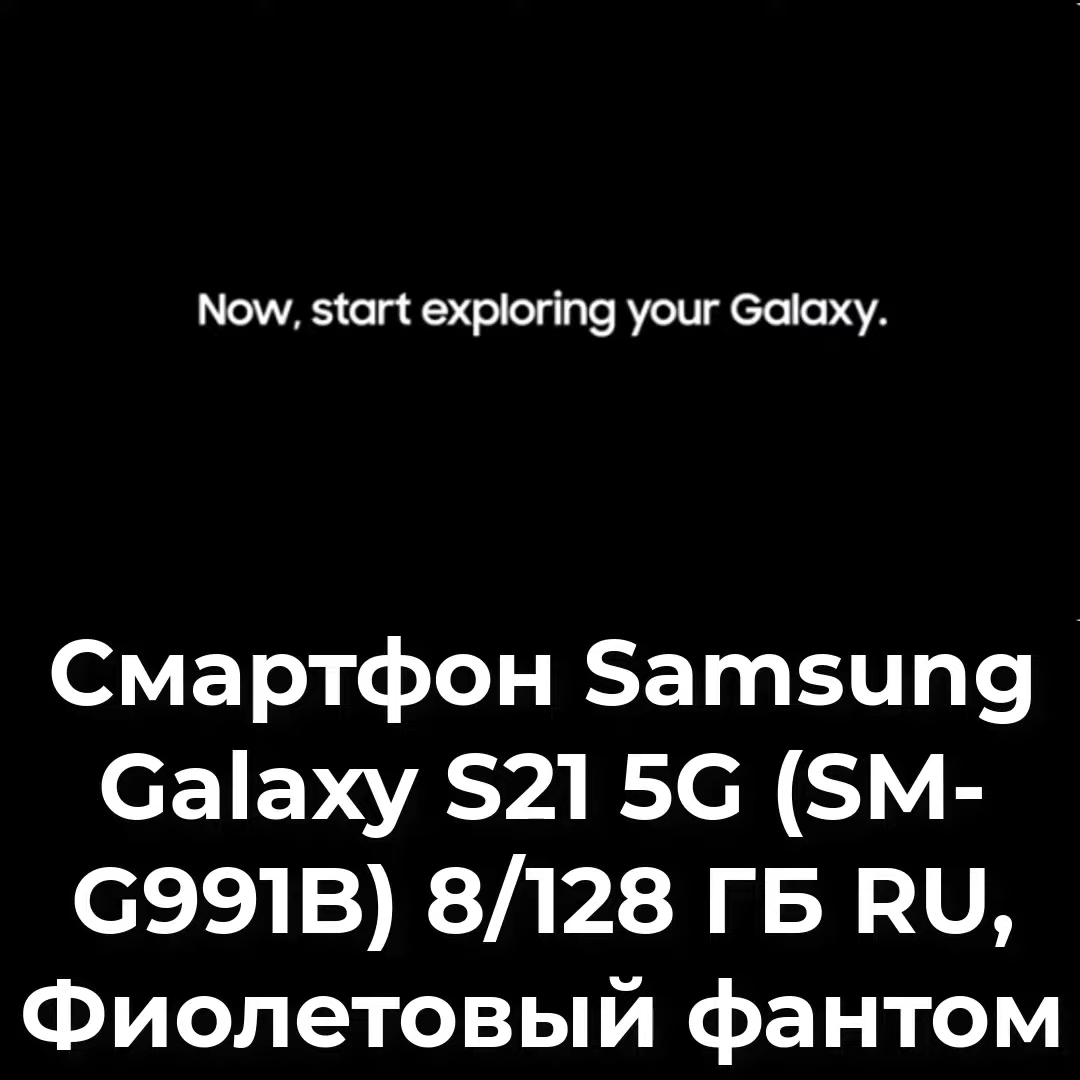 Now, start exploring your Galaxy.
Смартфон Samsung
Galaxy S21 5G (SM-
G991B) 8/128 ГБ RU,
Фиолетовый фантом